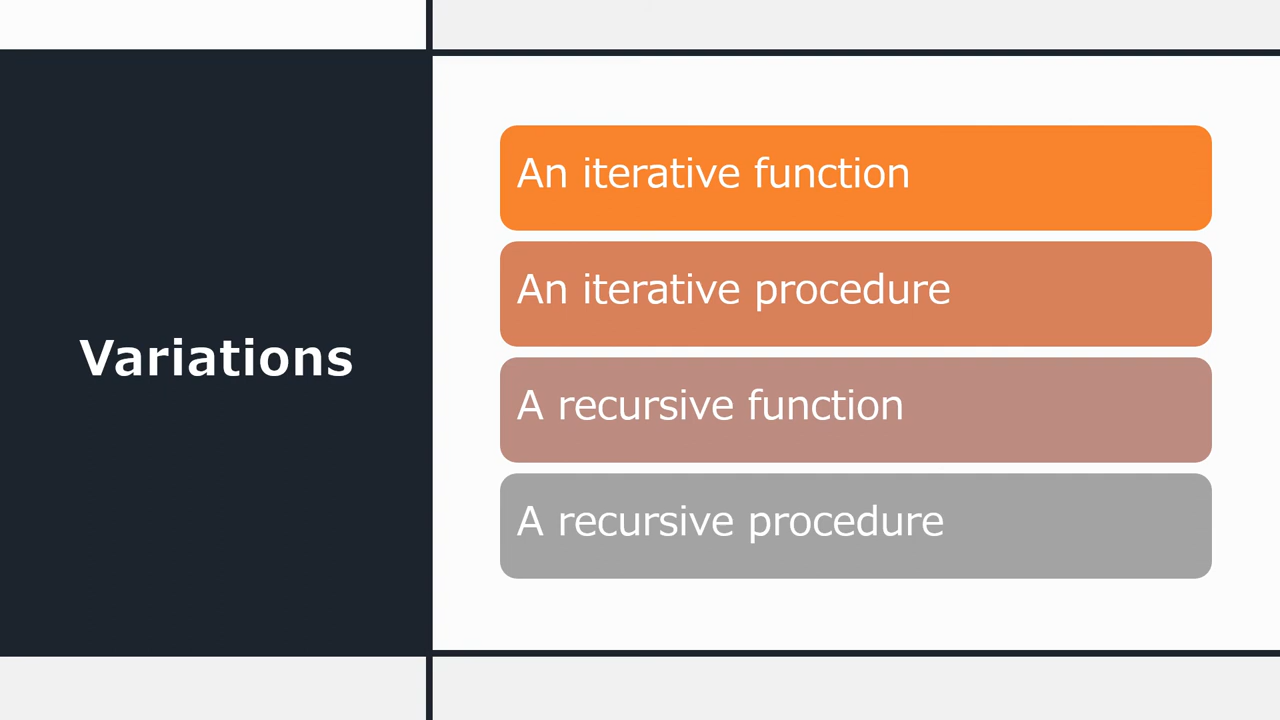 Variations
An iterative function
An iterative procedure
A recursive function
A recursive procedure